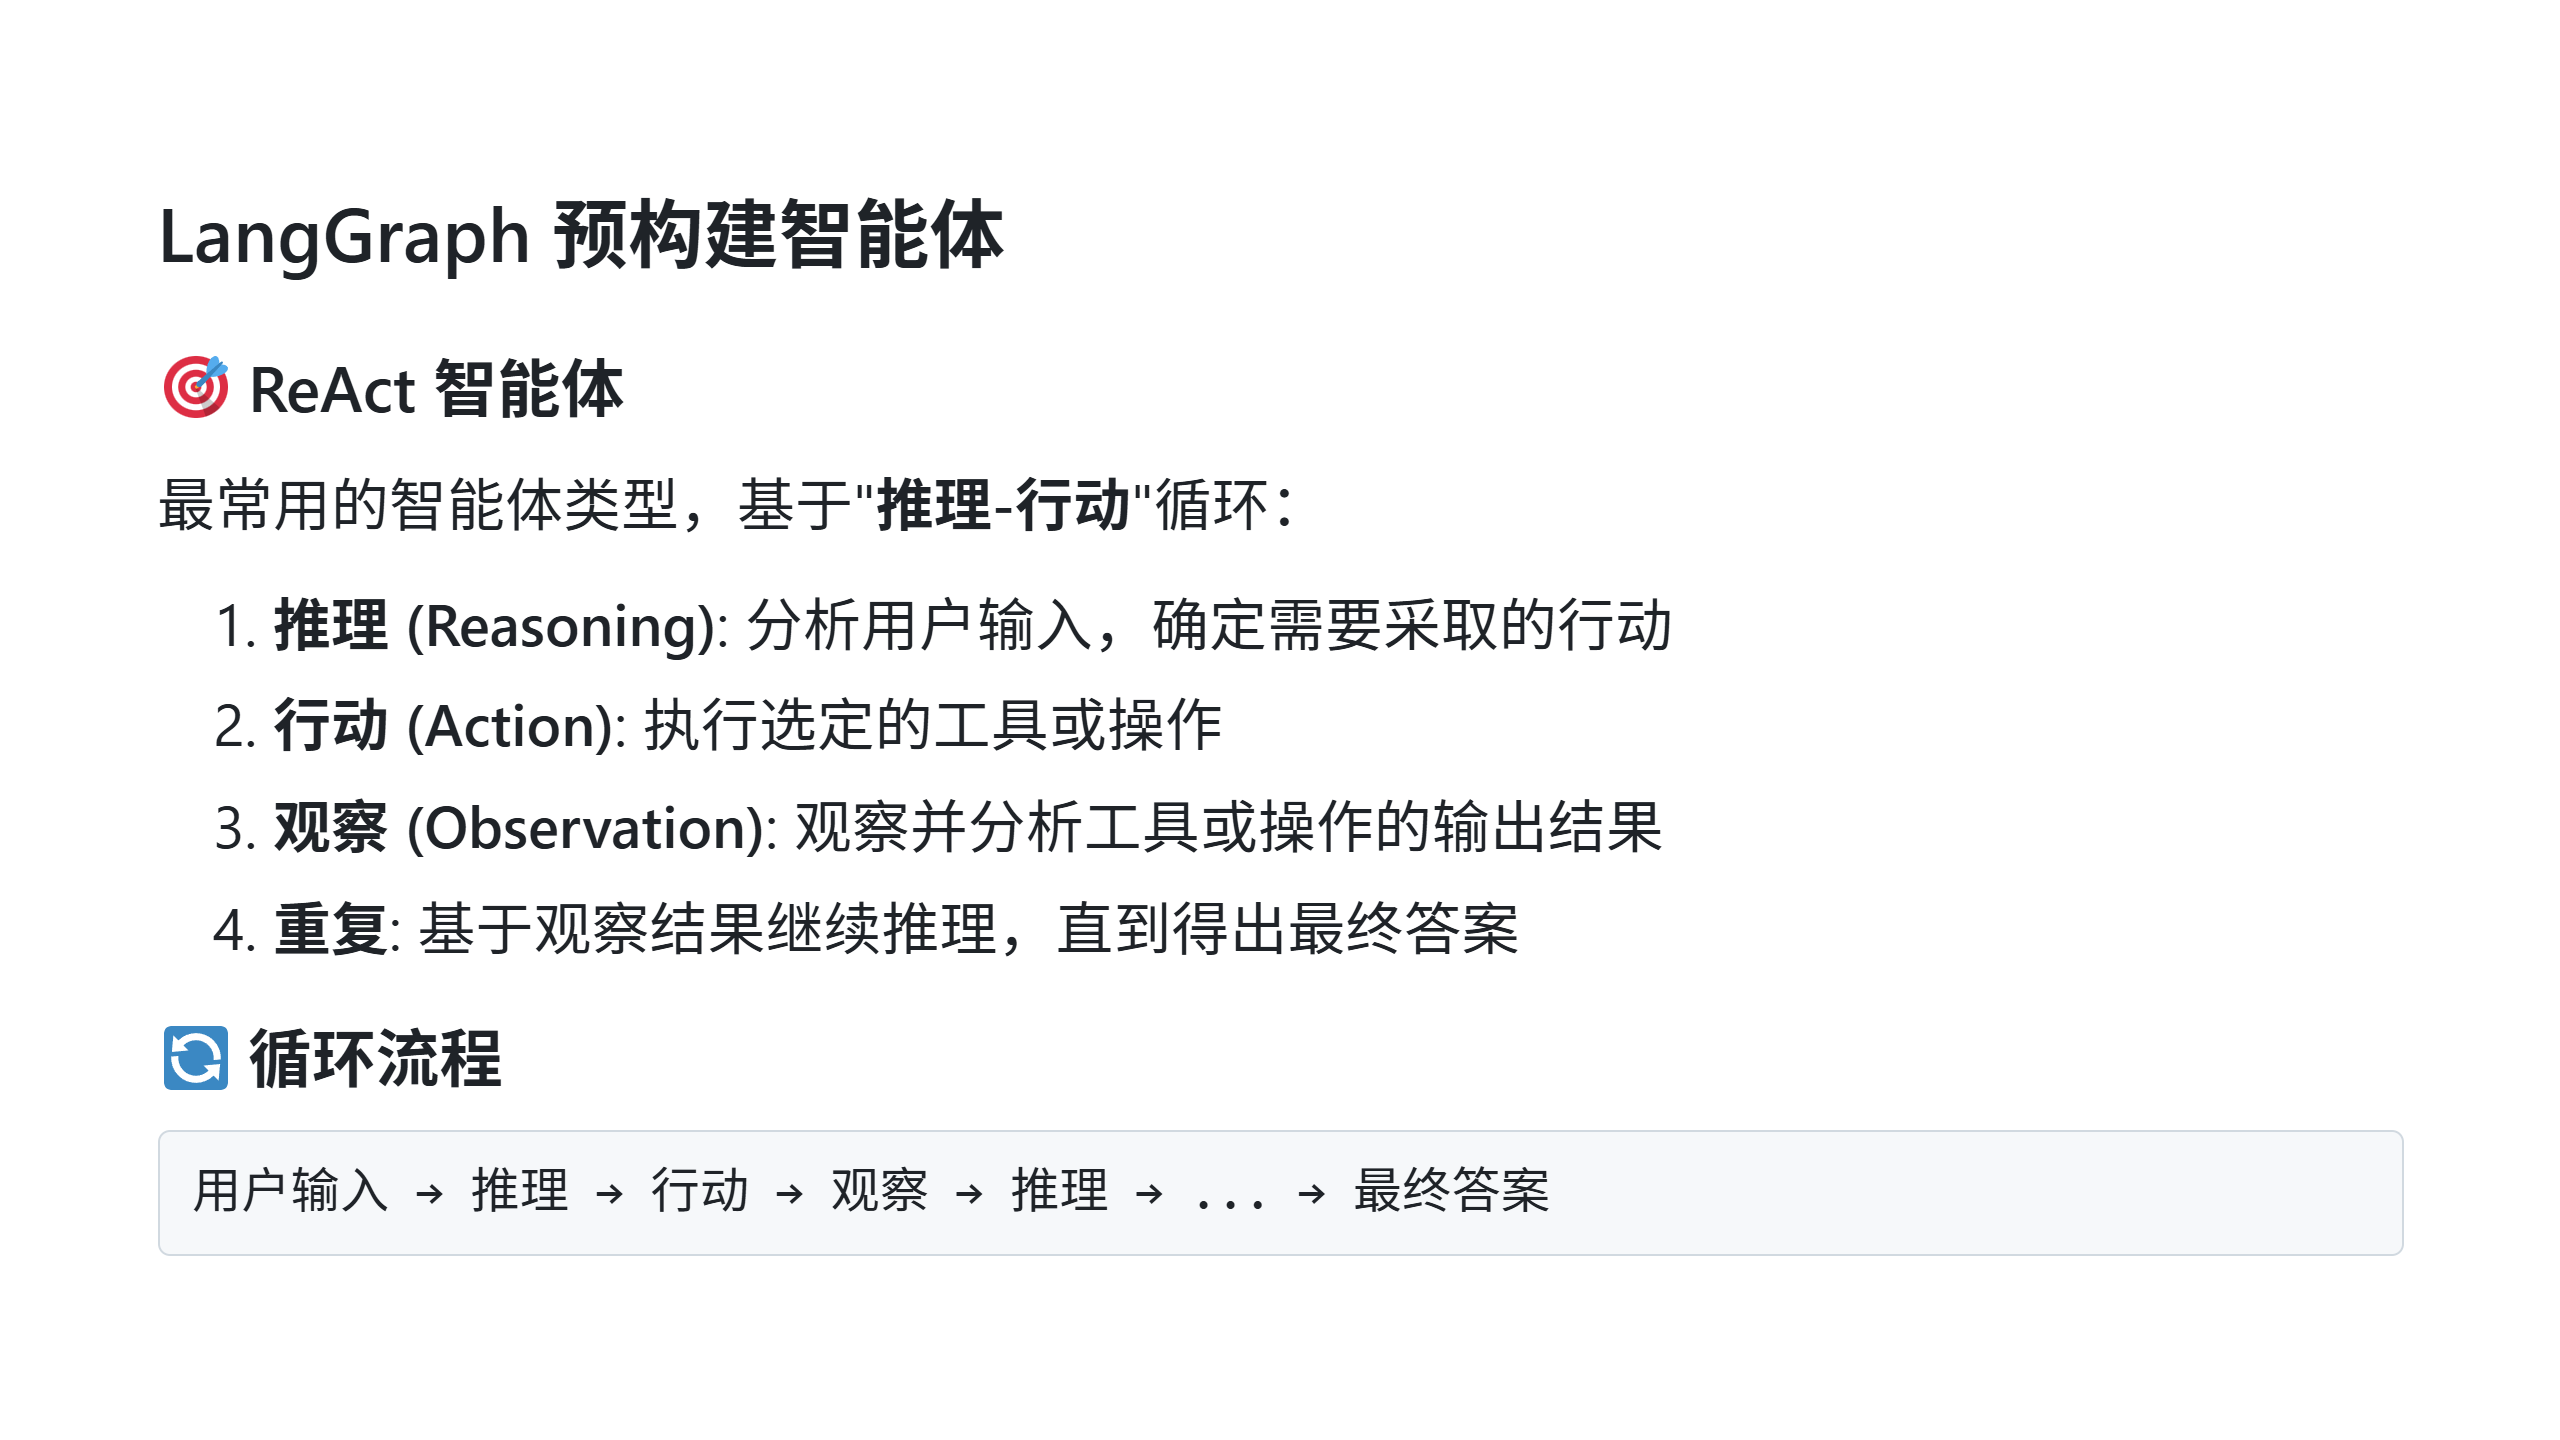 LangGraph 预构建智能体
🎯 ReAct 智能体
最常用的智能体类型，基于"推理-行动"循环：
1. 推理 (Reasoning): 分析用户输入，确定需要采取的行动
2. 行动 (Action): 执行选定的工具或操作
3. 观察 (Observation): 观察并分析工具或操作的输出结果
4. 重复: 基于观察结果继续推理，直到得出最终答案
🔄 循环流程
用户输入 → 推理 → 行动 → 观察 → 推理 → ... → 最终答案